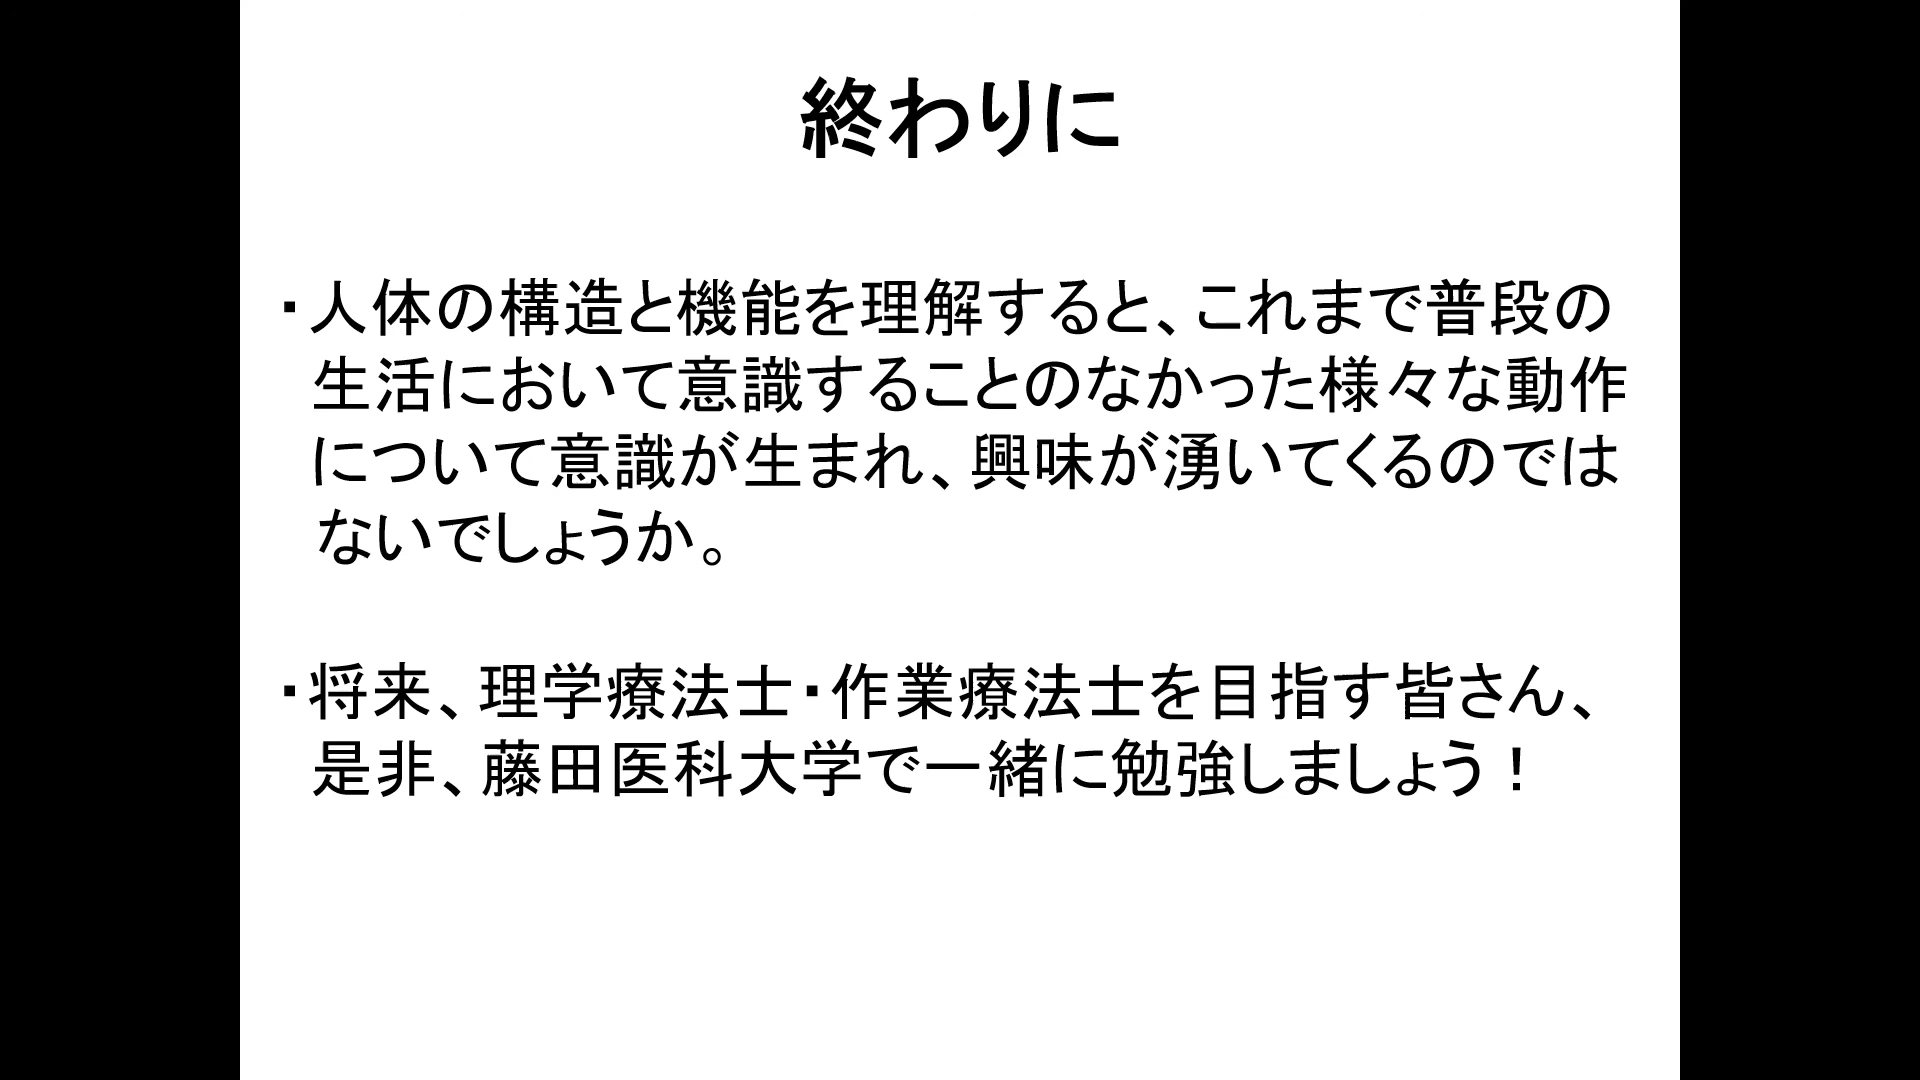 終わりに
・人体の構造と機能を理解すると、これまで普段の
生活において意識することのなかった様々な動作
について意識が生まれ、興味が湧いてくるのでは
ないでしょうか。
・将来、理学療法士・作業療法士を目指す皆さん、
是非、藤田医科大学で一緒に勉強しましょう！